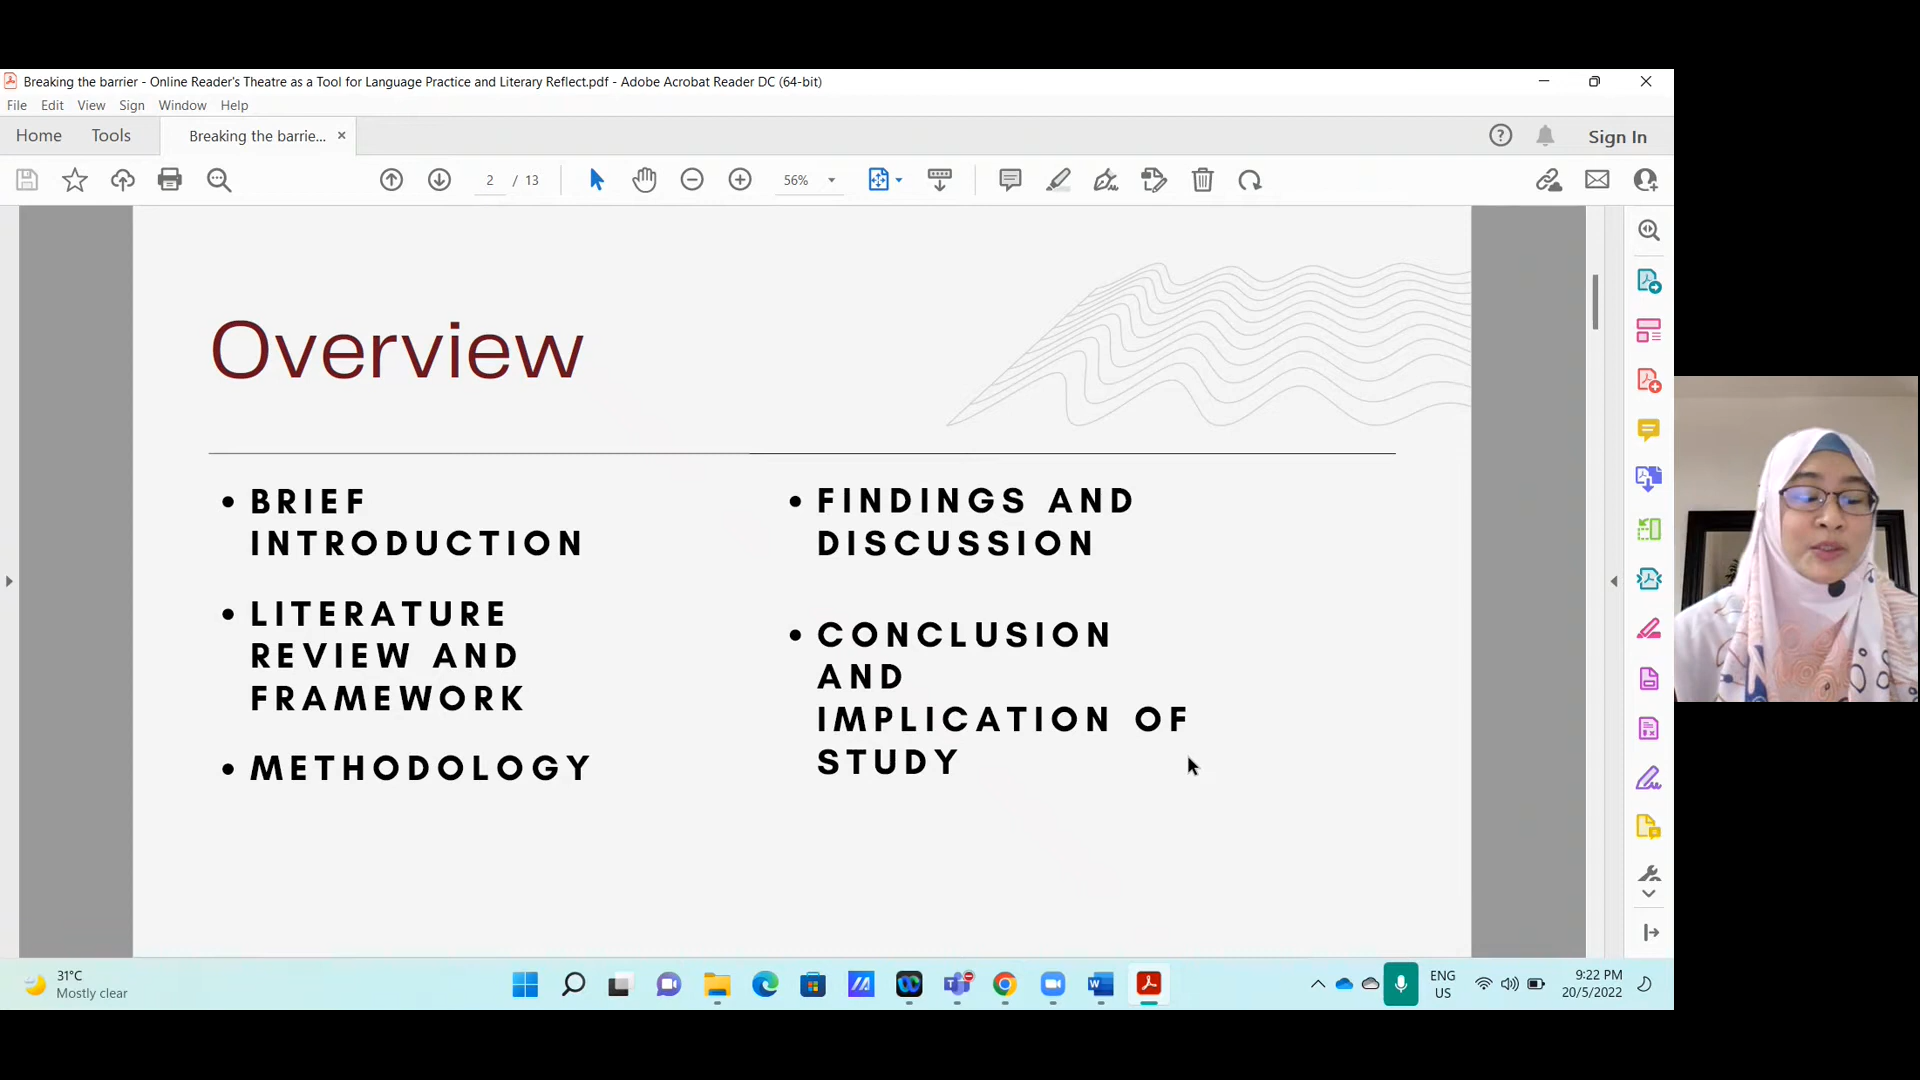 Breaking the barrier - Online Reader's Theatre as a Tool for Language Practice and Literary Reflect.pdf - Adobe Acrobat Reader DC (64-bit)
File Edit View Sign Window Help
Home Tools Breaking the barrie... Sign In
2 / 13 56%
Overview
• BRIEF
INTRODUCTION
• LITERATURE
REVIEW AND
FRAMEWORK
• METHODOLOGY
• FINDINGS AND
DISCUSSION
• CONCLUSION
AND
IMPLICATION OF
STUDY
31°C
Mostly clear
ENG
US
9:22 PM
20/5/2022